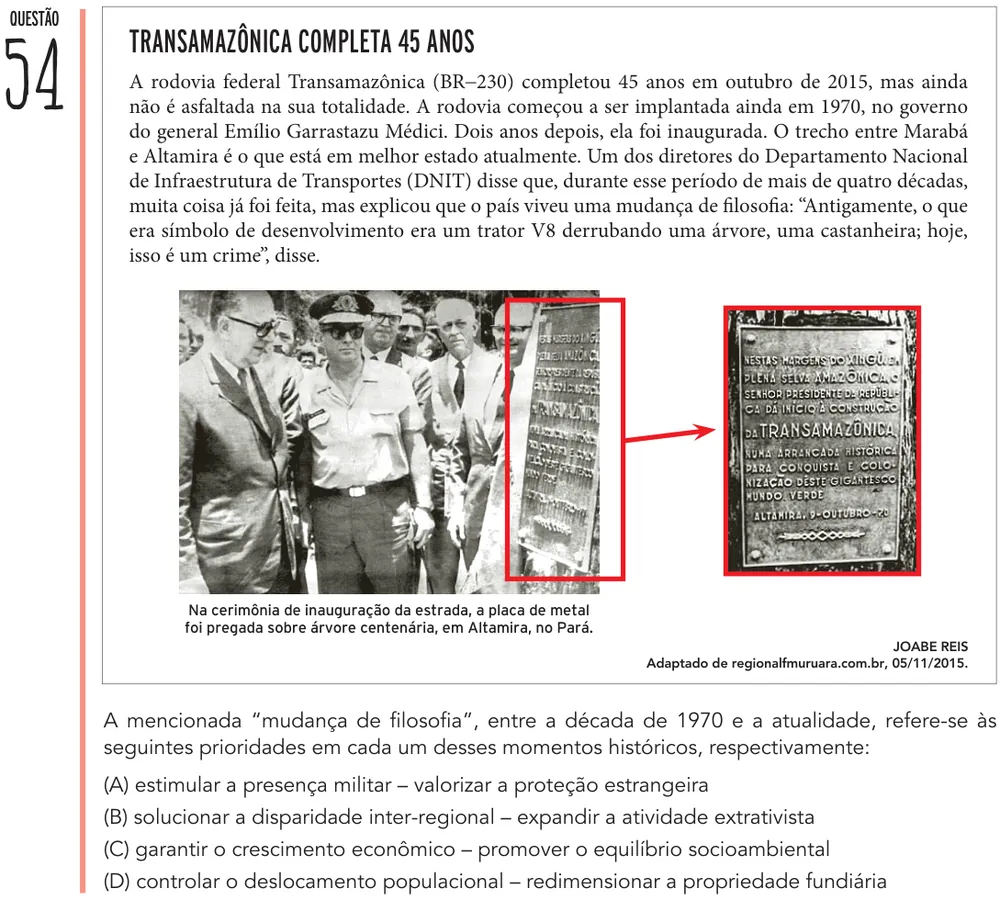 QUESTÃO
54
TRANSAMAZÔNICA COMPLETA 45 ANOS
A rodovia federal Transamazônica (BR–230) completou 45 anos em outubro de 2015, mas ainda
não é asfaltada na sua totalidade. A rodovia começou a ser implantada ainda em 1970, no governo
do general Emílio Garrastazu Médici. Dois anos depois, ela foi inaugurada. O trecho entre Marabá
e Altamira é o que está em melhor estado atualmente. Um dos diretores do Departamento Nacional
de Infraestrutura de Transportes (DNIT) disse que, durante esse período de mais de quatro décadas,
muita coisa já foi feita, mas explicou que o país viveu uma mudança de filosofia: “Antigamente, o que
era símbolo de desenvolvimento era um trator V8 derrubando uma árvore, uma castanheira; hoje,
isso é um crime”, disse.
NESTAS MARGENS DO XINGU, EM
PLENA SELVA AMAZÔNICA, O
SENHOR PRESIDENTE DA REPÚBLI-
CA DÁ INÍCIO À CONSTRUÇÃO
DA TRANSAMAZÔNICA,
NUMA ARRANCADA HISTÓRICA
PARA CONQUISTA E COLO-
NIZAÇÃO DÊSTE GIGANTESCO
MUNDO VERDE
ALTAMIRA, 9-OUTUBRO-70
Na cerimônia de inauguração da estrada, a placa de metal
foi pregada sobre árvore centenária, em Altamira, no Pará.
JOABE REIS
Adaptado de regionalfmuruara.com.br, 05/11/2015.
A mencionada “mudança de filosofia”, entre a década de 1970 e a atualidade, refere-se às
seguintes prioridades em cada um desses momentos históricos, respectivamente:
(A) estimular a presença militar – valorizar a proteção estrangeira
(B) solucionar a disparidade inter-regional – expandir a atividade extrativista
(C) garantir o crescimento econômico – promover o equilíbrio socioambiental
(D) controlar o deslocamento populacional – redimensionar a propriedade fundiária